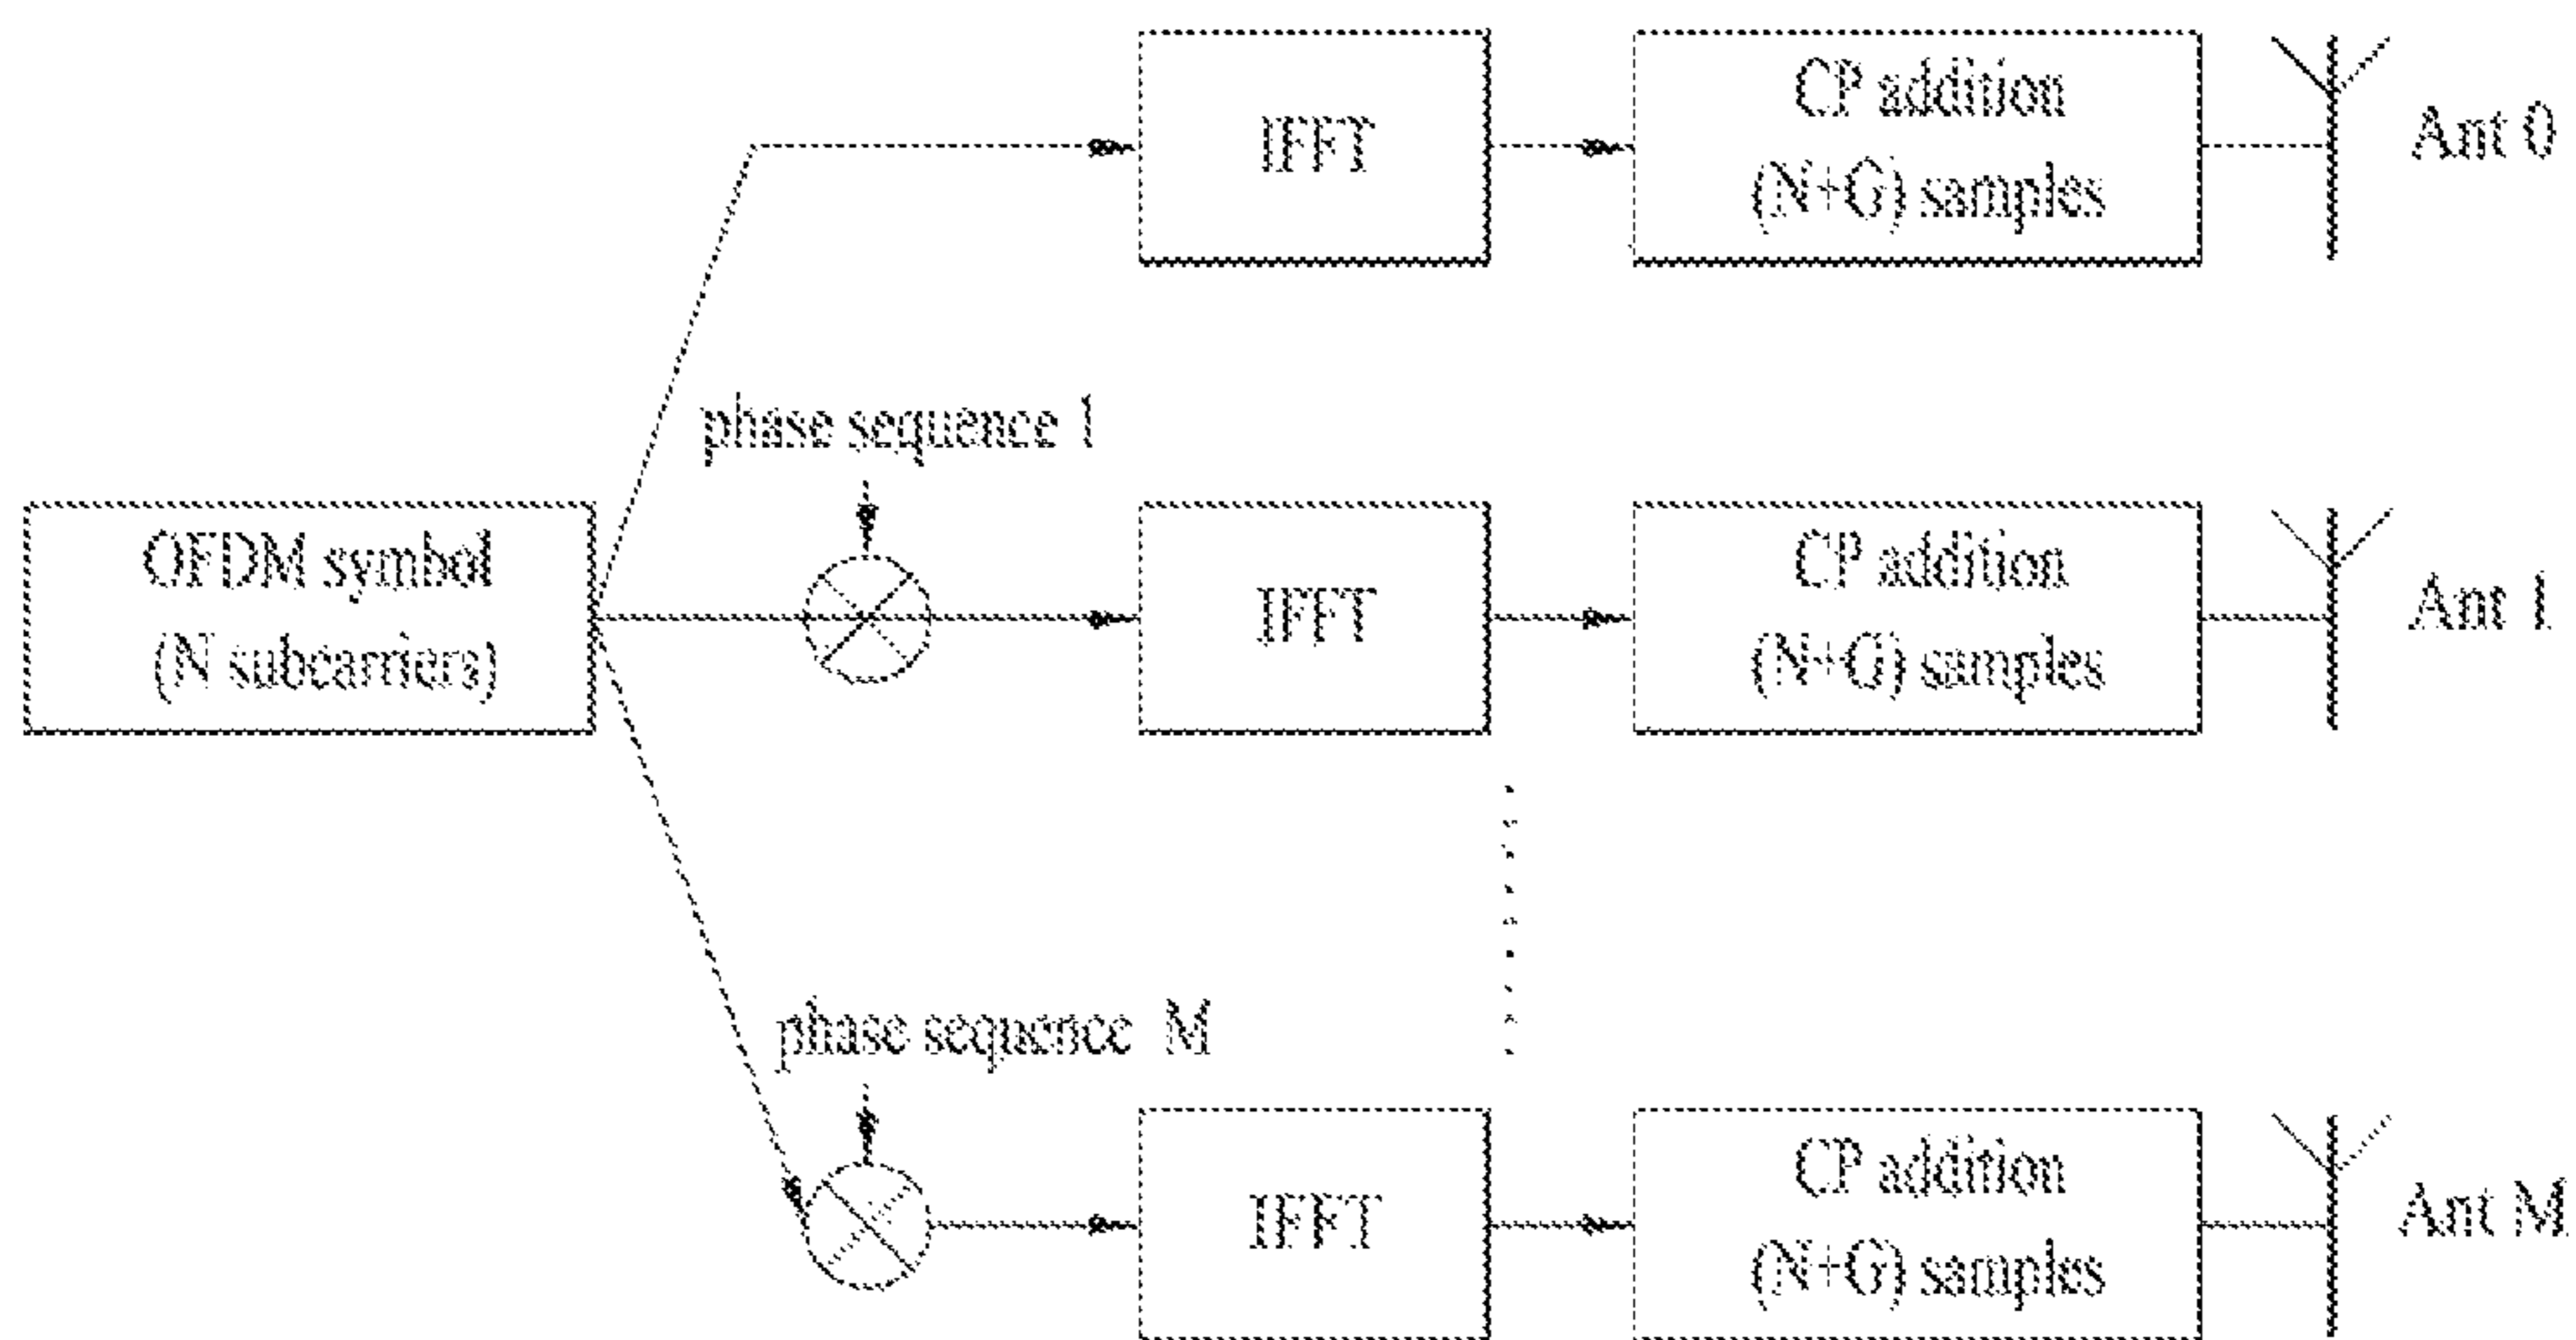 IFFT
CP addition
(N+G) samples
Ant 0
phase sequence 1
OFDM symbol
(N subcarriers)
IFFT
CP addition
(N+G) samples
Ant 1
phase sequence M
IFFT
CP addition
(N+G) samples
Ant M